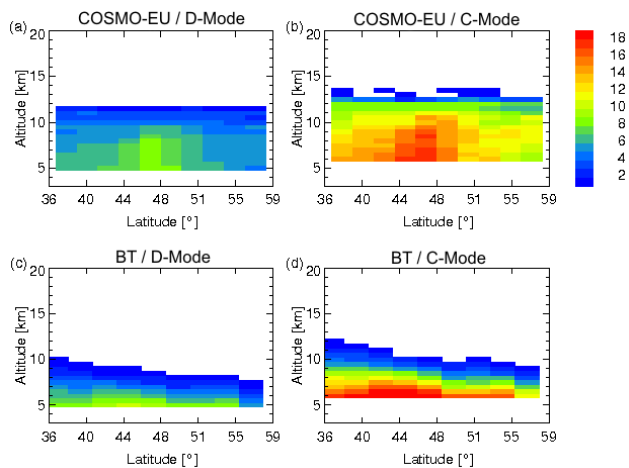 COSMO-EU / D-Mode
COSMO-EU / C-Mode
(a)
(b)
20
15
10
5
Altitude [km]
36 40 44 48 51 55 59
Latitude [°]
20
15
10
5
Altitude [km]
36 40 44 48 51 55 59
Latitude [°]
18
16
14
12
10
8
6
4
2
BT / D-Mode
BT / C-Mode
(c)
(d)
20
15
10
5
Altitude [km]
36 40 44 48 51 55 59
Latitude [°]
20
15
10
5
Altitude [km]
36 40 44 48 51 55 59
Latitude [°]